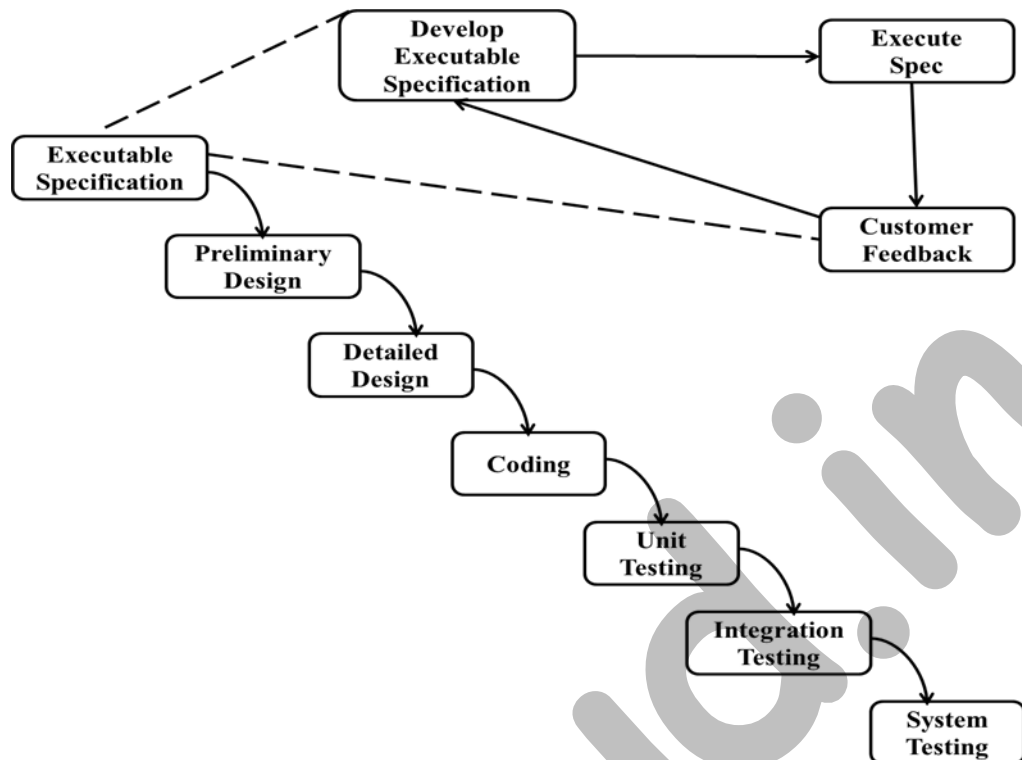 Develop
Executable
Specification
Execute
Spec
Executable
Specification
Customer
Feedback
Preliminary
Design
Detailed
Design
Coding
Unit
Testing
Integration
Testing
System
Testing
d.in